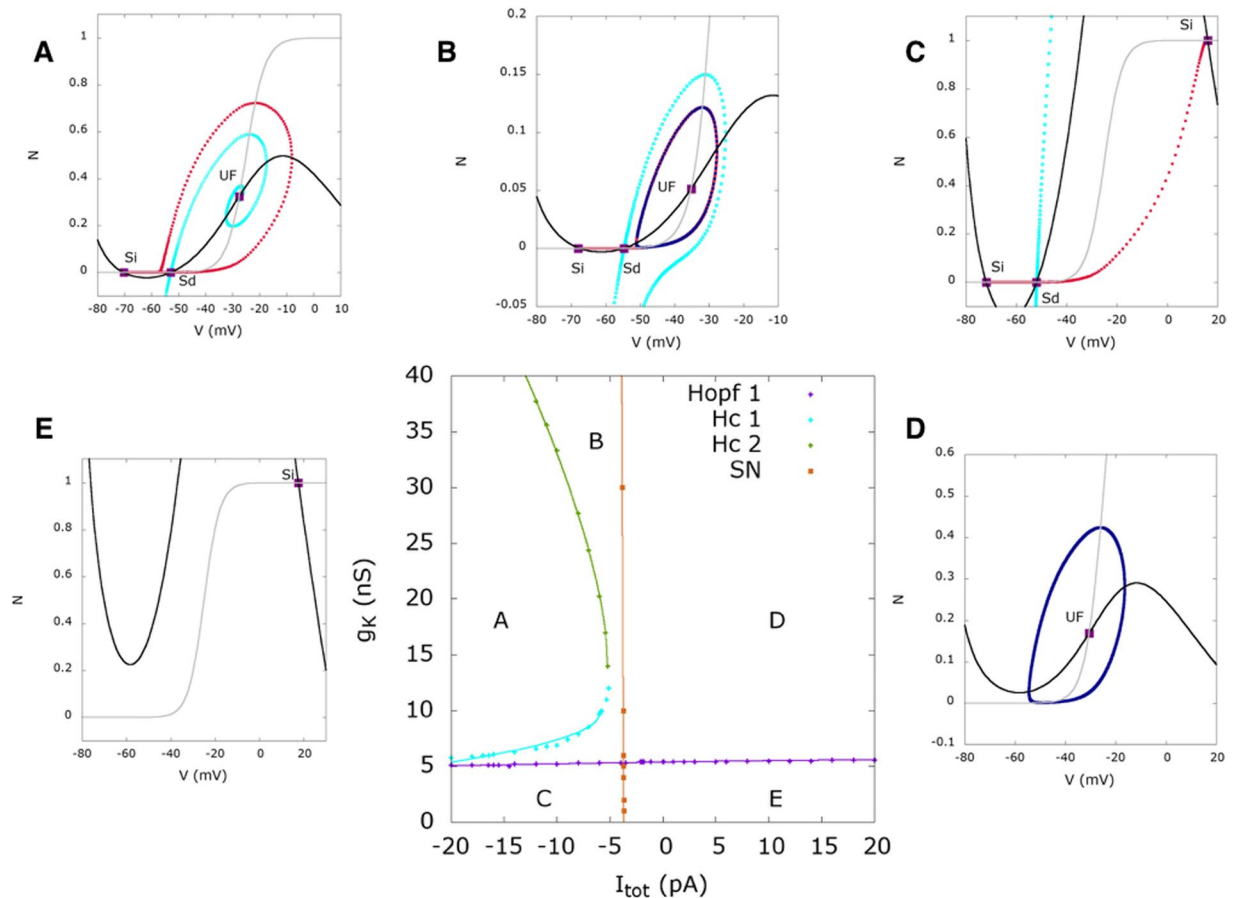 A
1
0.8
0.6
0.4
0.2
0
N
UF
Si
Sd
-80 -70 -60 -50 -40 -30 -20 -10 0 10
V (mV)
B
0.2
0.15
0.1
0.05
0
-0.05
N
UF
Si
Sd
-80 -70 -60 -50 -40 -30 -20 -10
V (mV)
C
1
0.8
0.6
0.4
0.2
0
N
Si
Si
Sd
-80 -60 -40 -20 0 20
V (mV)
E
1
0.8
0.6
0.4
0.2
0
N
Si
-80 -60 -40 -20 0 20
V (mV)
40
35
30
25
20
15
10
5
0
gK (nS)
Hopf 1
Hc 1
Hc 2
SN
B
A
D
C
E
-20 -15 -10 -5 0 5 10 15 20
Itot (pA)
D
0.6
0.5
0.4
0.3
0.2
0.1
0
-0.1
N
UF
-80 -60 -40 -20 0 20
V (mV)